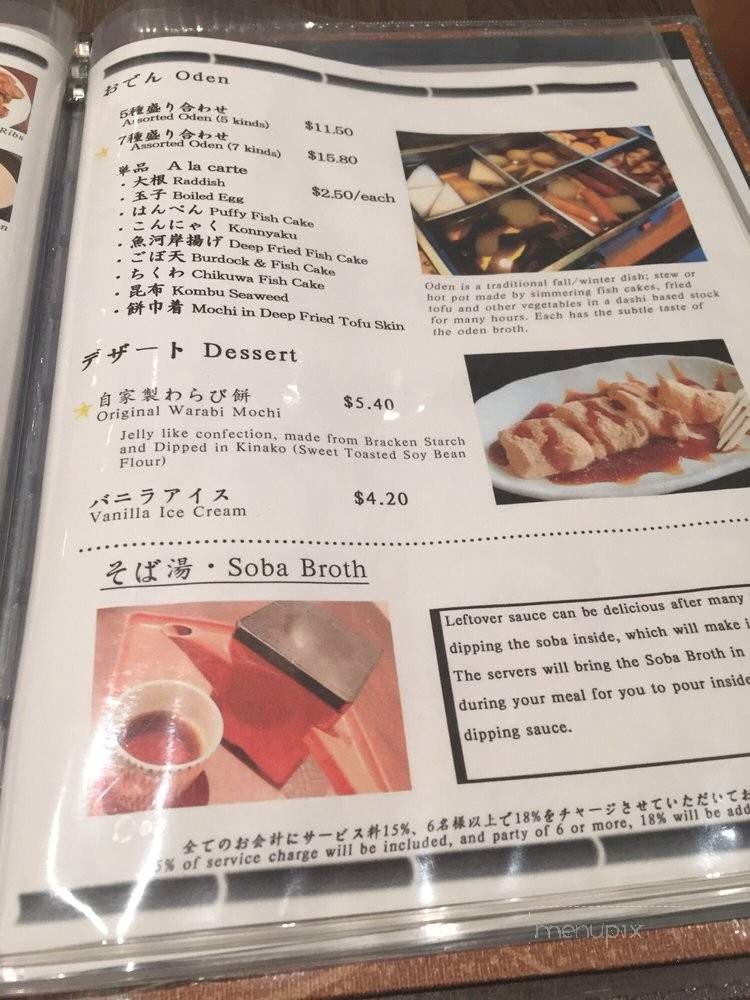 Ribs
おでん Oden
5種盛り合わせ
Assorted Oden (5 kinds) $11.50
7種盛り合わせ
Assorted Oden (7 kinds) $15.80
単品 A la carte
・大根 Raddish $2.50/each
・玉子 Boiled Egg
・はんぺん Puffy Fish Cake
・こんにゃく Konnyaku
・魚河岸揚げ Deep Fried Fish Cake
・ごぼ天 Burdock & Fish Cake
・ちくわ Chikuwa Fish Cake
・昆布 Kombu Seaweed
・餅巾着 Mochi in Deep Fried Tofu Skin
Oden is a traditional fall/winter dish; stew or
hot pot made by simmering fish cakes, fried
tofu and other vegetables in a dashi based stock
for many hours. Each has the subtle taste of
the oden broth.
デザート Dessert
自家製わらび餅 $5.40
Original Warabi Mochi
Jelly like confection, made from Bracken Starch
and Dipped in Kinako (Sweet Toasted Soy Bean
Flour)
バニラアイス $4.20
Vanilla Ice Cream
そば湯・Soba Broth
Leftover sauce can be delicious after many
dipping the soba inside, which will make
The servers will bring the Soba Broth in
during your meal for you to pour inside
dipping sauce.
全てのお会計にサービス料15%、6名様以上で18%をチャージさせていただいてお
5% of service charge will be included, and party of 6 or more, 18% will be add
menupix